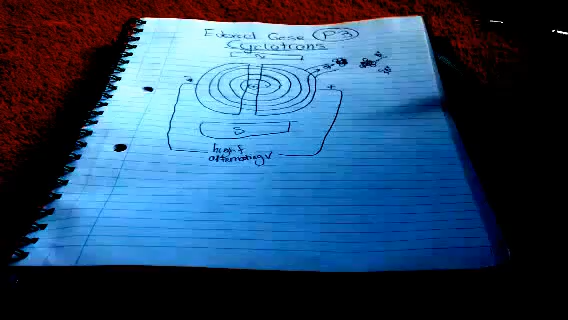 Edexcel Gcse P3
Cyclotrons
B
high f
alternating V